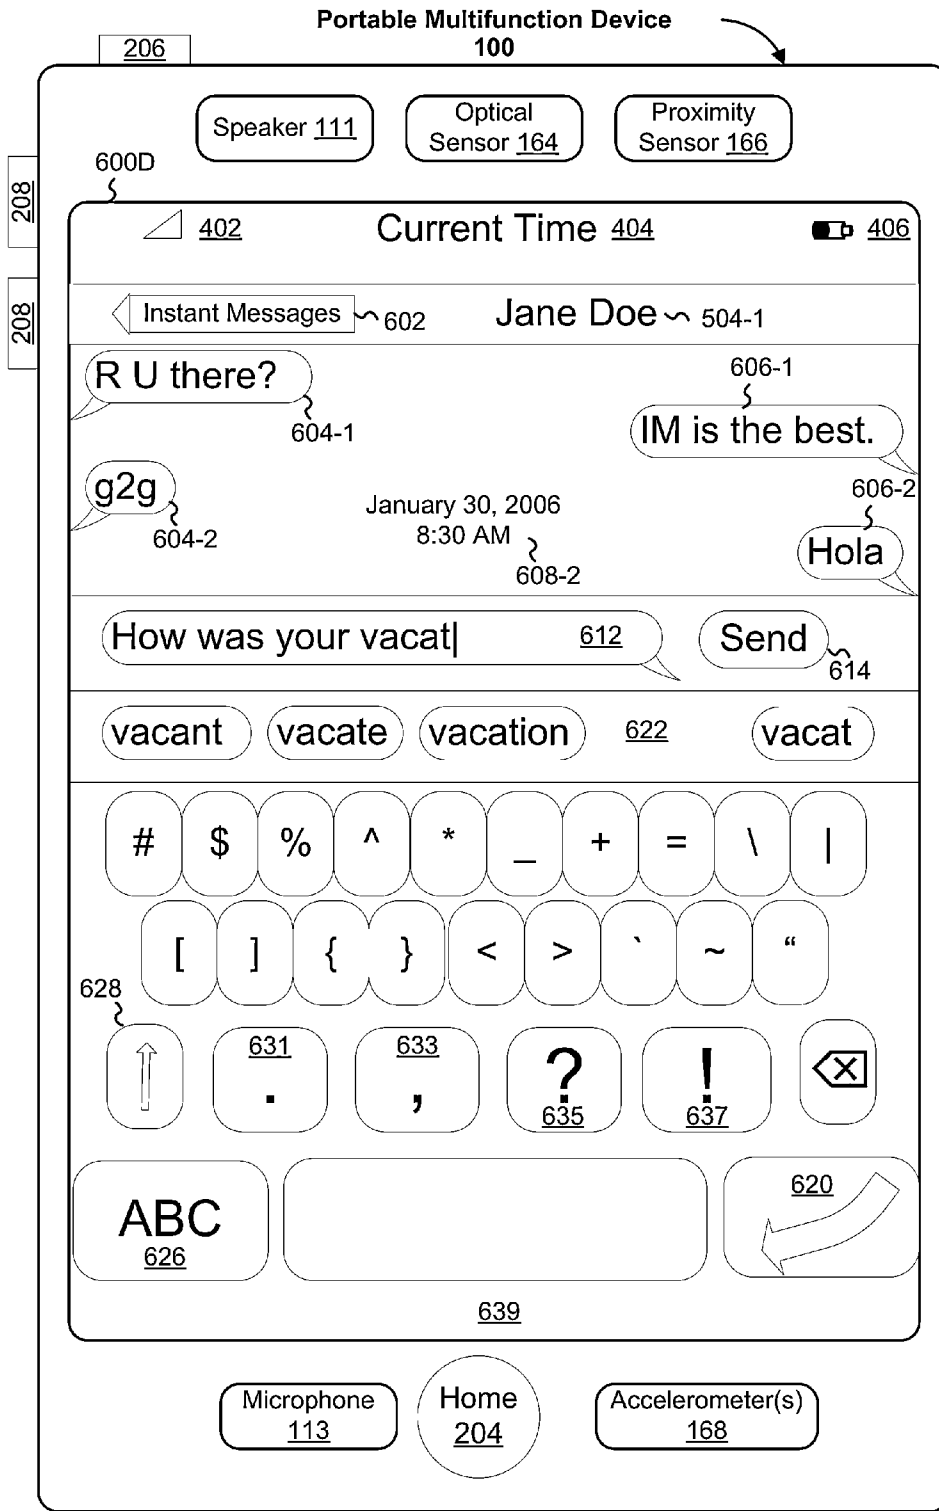 Portable Multifunction Device
100
206
Speaker 111
Optical
Sensor 164
Proximity
Sensor 166
600D
208
402
Current Time 404
406
208
Instant Messages
602
Jane Doe
504-1
R U there?
604-1
606-1
IM is the best.
g2g
604-2
January 30, 2006
8:30 AM
608-2
606-2
Hola
How was your vacat
612
Send
614
vacant
vacate
vacation
622
vacat
# $ % ^ * _ + = \ |
[ ] { } < > ` ~ “
628
631
.
633
,
?
635
!
637
ABC
626
620
639
Microphone
113
Home
204
Accelerometer(s)
168